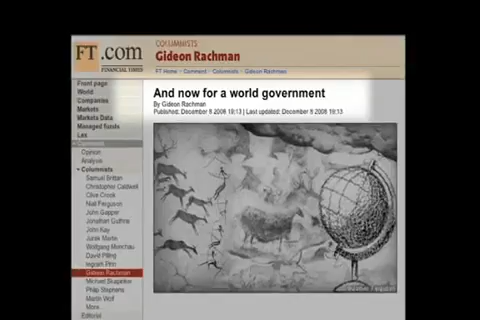 FT.com
FINANCIAL TIMES
COLUMNISTS
Gideon Rachman
FT Home > Comment > Columnists > Gideon Rachman
Front page
World
Companies
Markets
Markets Data
Managed funds
Lex
Comment
Opinion
Analysis
Columnists
Samuel Brittan
Christopher Caldwell
Clive Crook
Niall Ferguson
John Gapper
Jonathan Guthrie
John Kay
Jurek Martin
Wolfgang Munchau
David Pilling
Gideon Rachman
Michael Skapinker
Philip Stephens
Martin Wolf
More
Editorial
And now for a world government
By Gideon Rachman
Published: December 8 2008 19:13 | Last updated: December 8 2008 19:13